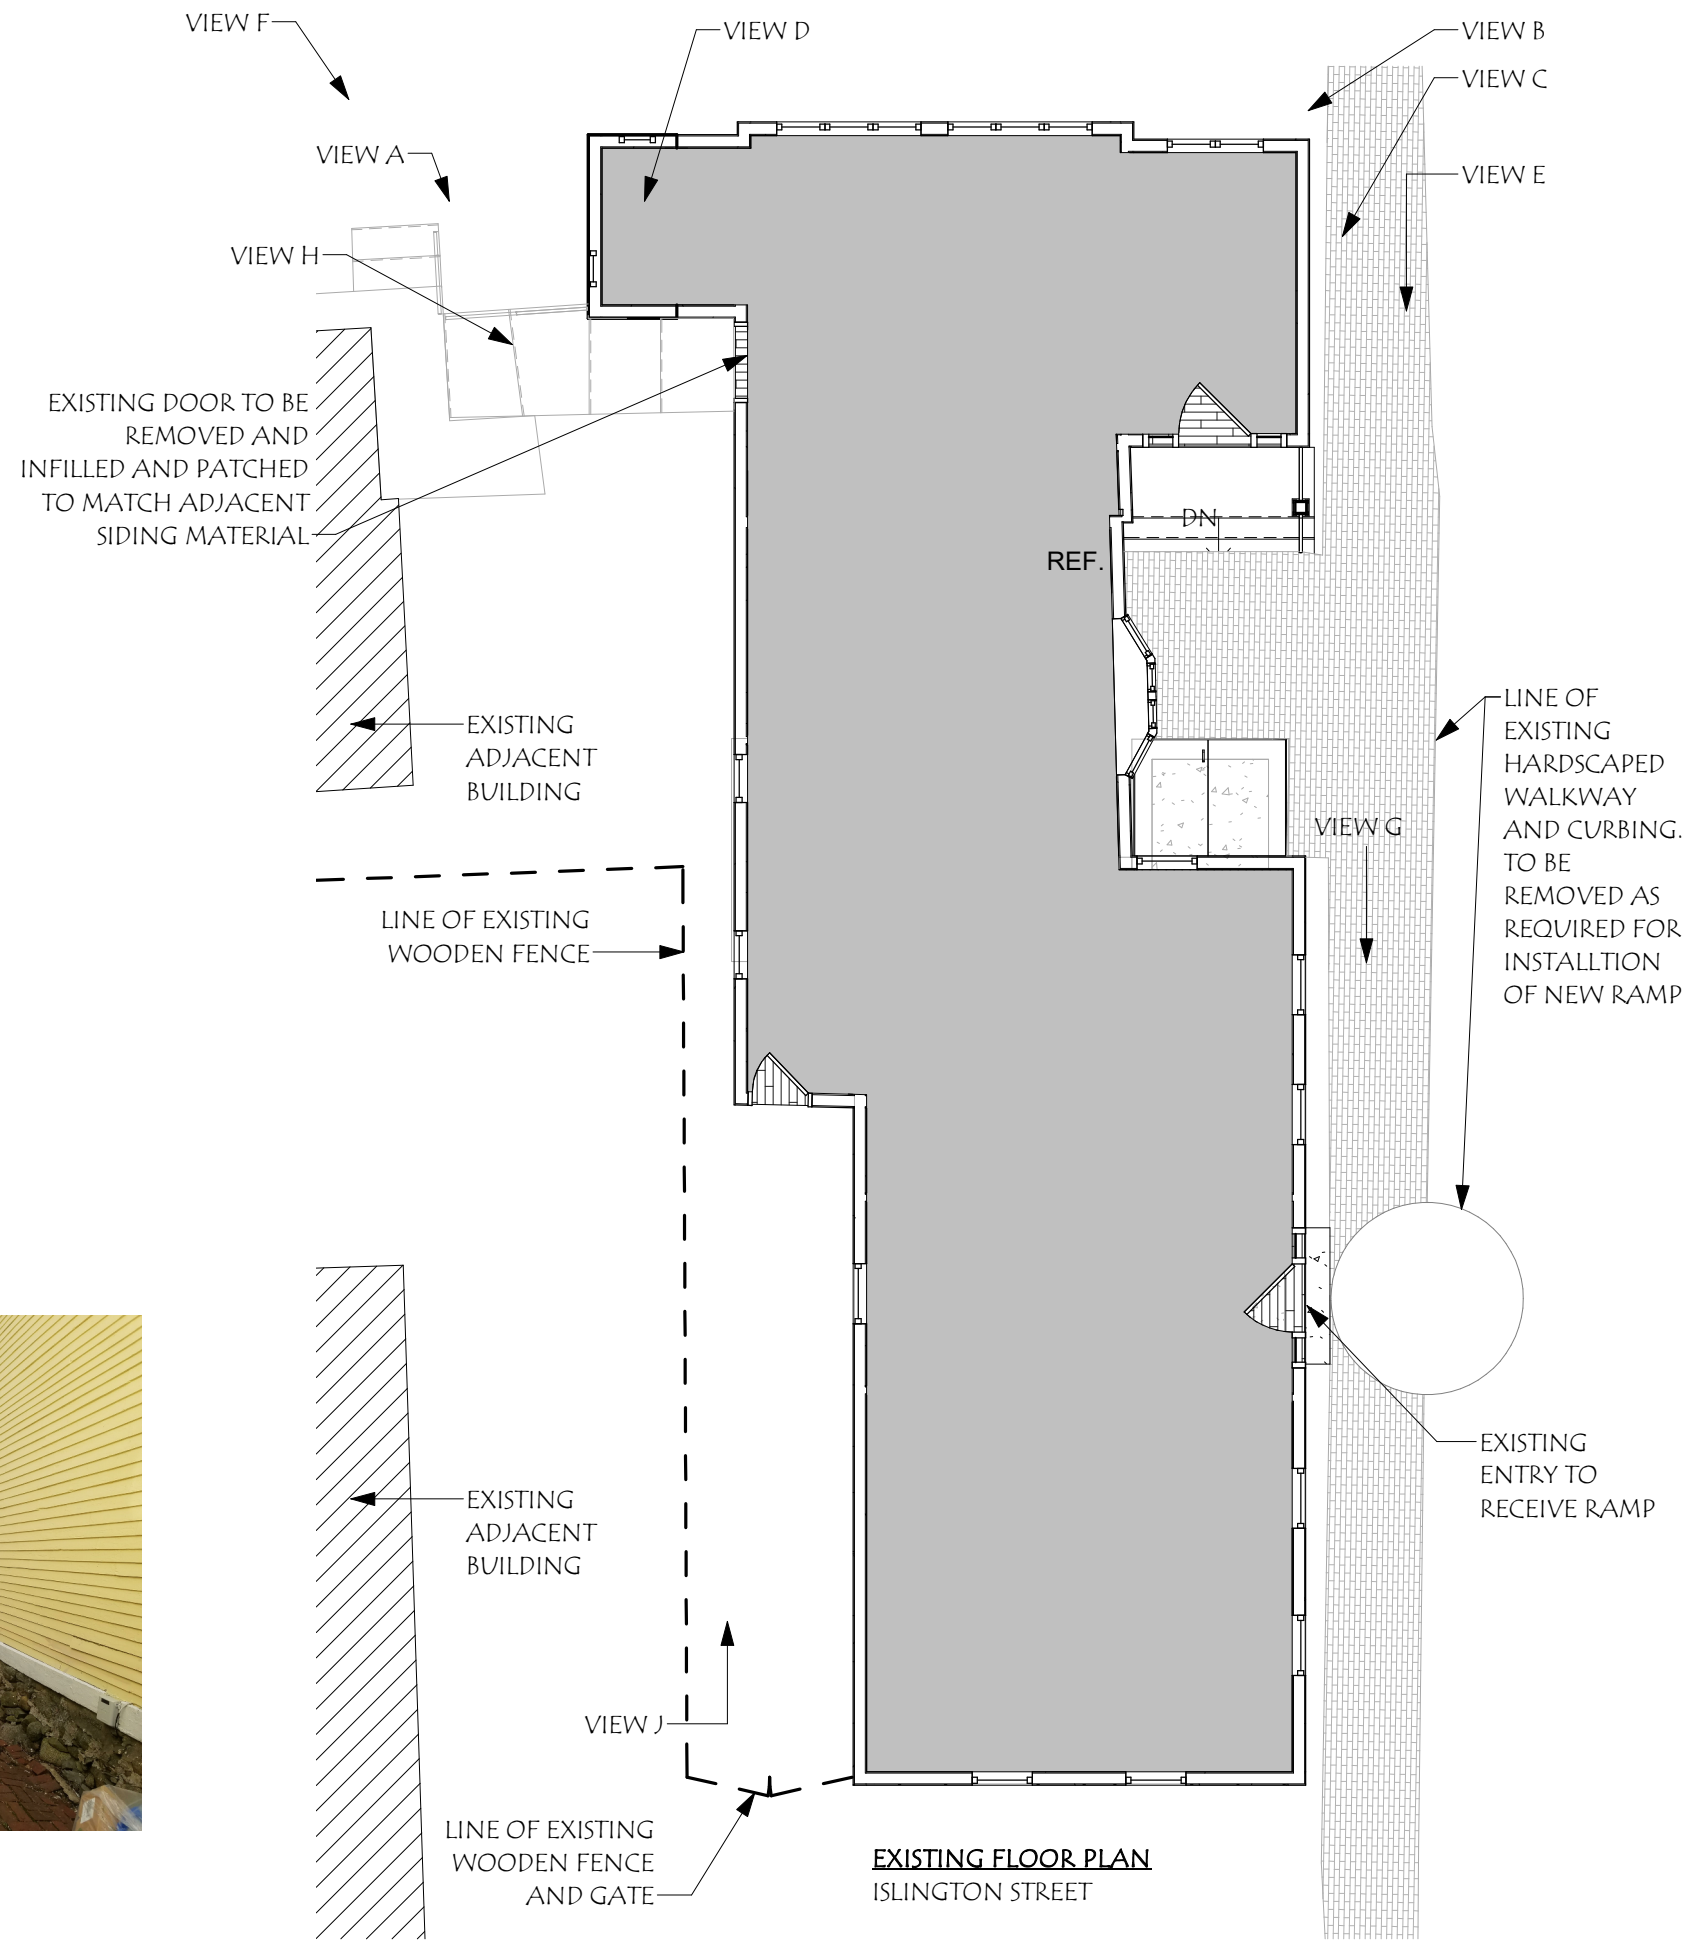 VIEW F
VIEW D
VIEW B
VIEW C
VIEW A
VIEW E
VIEW H
EXISTING DOOR TO BE
REMOVED AND
INFILLED AND PATCHED
TO MATCH ADJACENT
SIDING MATERIAL
DN
REF.
EXISTING
ADJACENT
BUILDING
LINE OF
EXISTING
HARDSCAPED
WALKWAY
AND CURBING.
TO BE
REMOVED AS
REQUIRED FOR
INSTALLTION
OF NEW RAMP
VIEW G
LINE OF EXISTING
WOODEN FENCE
EXISTING
ENTRY TO
RECEIVE RAMP
EXISTING
ADJACENT
BUILDING
VIEW J
LINE OF EXISTING
WOODEN FENCE
AND GATE
EXISTING FLOOR PLAN
ISLINGTON STREET